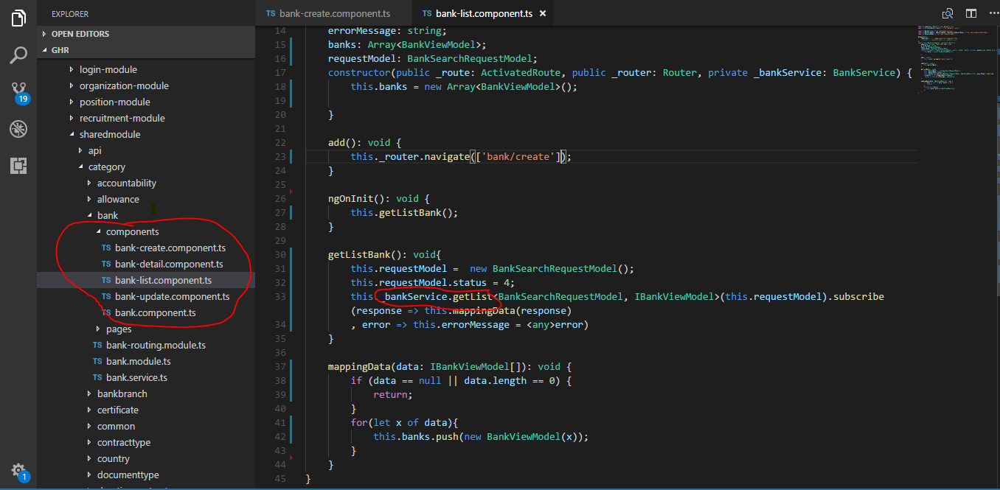 EXPLORER
OPEN EDITORS
GHR
login-module
organization-module
position-module
recruitment-module
sharedmodule
api
category
accountability
allowance
bank
components
TS bank-create.component.ts
TS bank-detail.component.ts
TS bank-list.component.ts
TS bank-update.component.ts
TS bank.component.ts
pages
TS bank-routing.module.ts
TS bank.module.ts
TS bank.service.ts
bankbranch
certificate
common
contracttype
country
documenttype
19
1
TS bank-create.component.ts
TS bank-list.component.ts ×
14 errorMessage: string;
15 banks: Array<BankViewModel>;
16 requestModel: BankSearchRequestModel;
17 constructor(public _route: ActivatedRoute, public _router: Router, private _bankService: BankService) {
18 this.banks = new Array<BankViewModel>();
19
20 }
21
22 add(): void {
23 this._router.navigate(['bank/create']);
24 }
25
26 ngOnInit(): void {
27 this.getListBank();
28 }
29
30 getListBank(): void{
31 this.requestModel =  new BankSearchRequestModel();
32 this.requestModel.status = 4;
33 this._bankService.getList<BankSearchRequestModel, IBankViewModel>(this.requestModel).subscribe
(response => this.mappingData(response)
34 , error => this.errorMessage = <any>error)
35 }
36
37 mappingData(data: IBankViewModel[]): void {
38 if (data == null || data.length == 0) {
39 return;
40 }
41 for(let x of data){
42 this.banks.push(new BankViewModel(x));
43 }
44 }
45 }